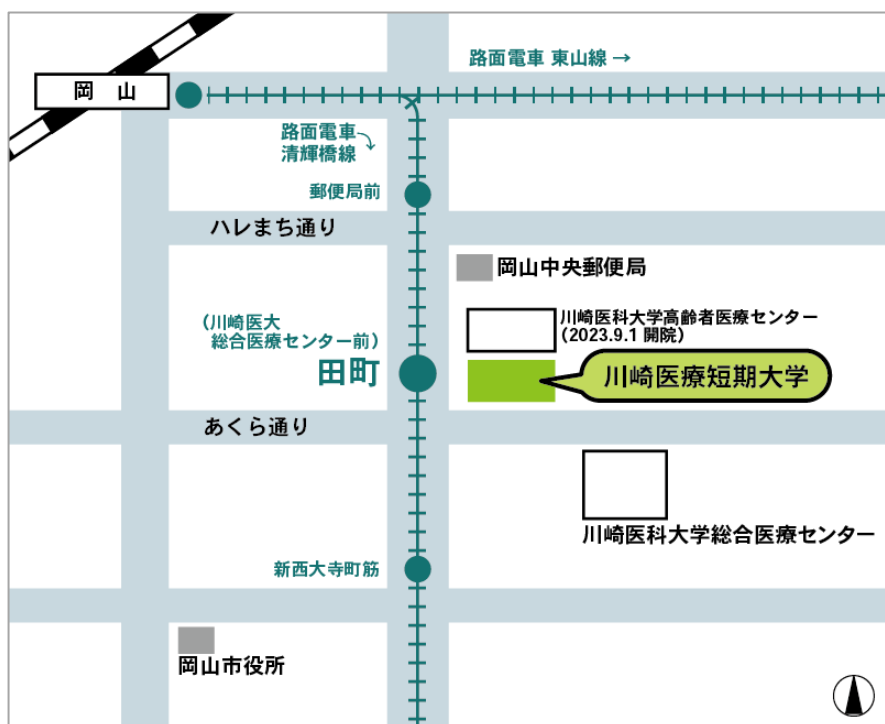 路面電車 東山線 →
岡 山
路面電車
清輝橋線
郵便局前
ハレまち通り
岡山中央郵便局
(川崎医大
総合医療センター前)
田町
川崎医科大学高齢者医療センター
(2023.9.1 開院)
川崎医療短期大学
あくら通り
川崎医科大学総合医療センター
新西大寺町筋
岡山市役所